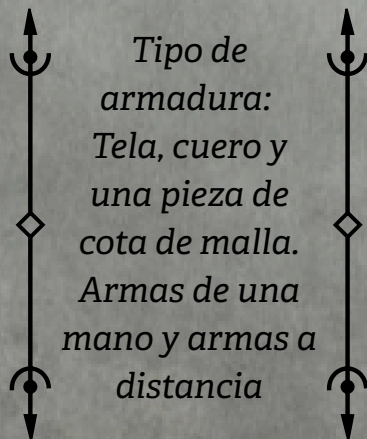 Tipo de
armadura:
Tela, cuero y
una pieza de
cota de malla.
Armas de una
mano y armas a
distancia